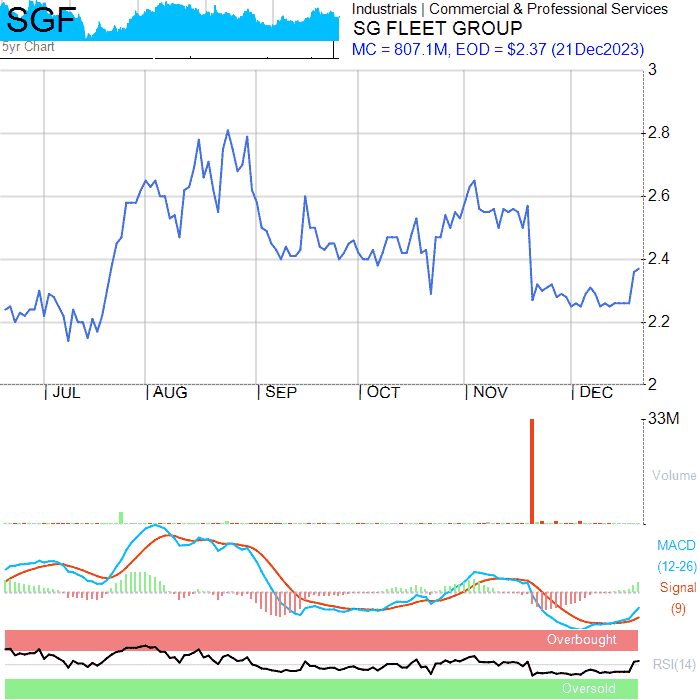 SGF
Industrials | Commercial & Professional Services
SG FLEET GROUP
5yr Chart
MC = 807.1M, EOD = $2.37 (21Dec2023)
3
2.8
2.6
2.4
2.2
2
| JUL | AUG | SEP | OCT | NOV | DEC
33M
Volume
MACD
(12-26)
Signal
(9)
Overbought
RSI(14)
Oversold